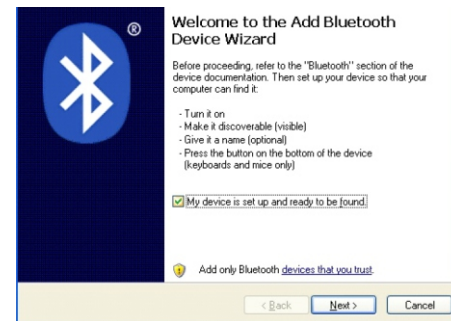 ®
Welcome to the Add Bluetooth
Device Wizard
Before proceeding, refer to the "Bluetooth" section of the
device documentation. Then set up your device so that your
computer can find it:
- Turn it on
- Make it discoverable (visible)
- Give it a name (optional)
- Press the button on the bottom of the device
(keyboards and mice only)
My device is set up and ready to be found.
Add only Bluetooth devices that you trust.
< Back Next > Cancel